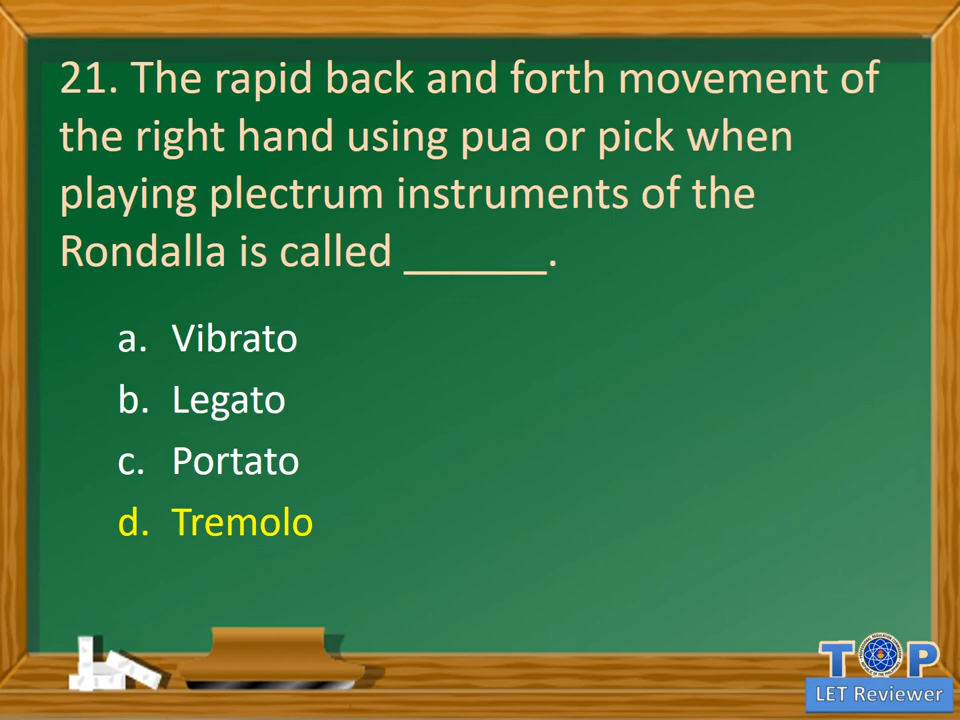 21. The rapid back and forth movement of
the right hand using pua or pick when
playing plectrum instruments of the
Rondalla is called ______.
a. Vibrato
b. Legato
c. Portato
d. Tremolo
TOP
LET Reviewer